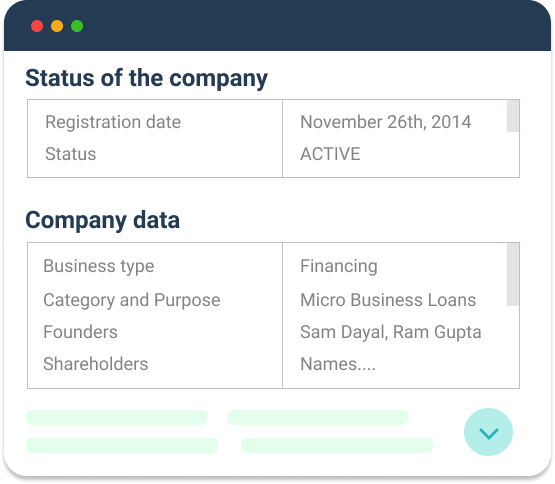 Status of the company
Registration date November 26th, 2014
Status ACTIVE
Company data
Business type Financing
Category and Purpose Micro Business Loans
Founders Sam Dayal, Ram Gupta
Shareholders Names....